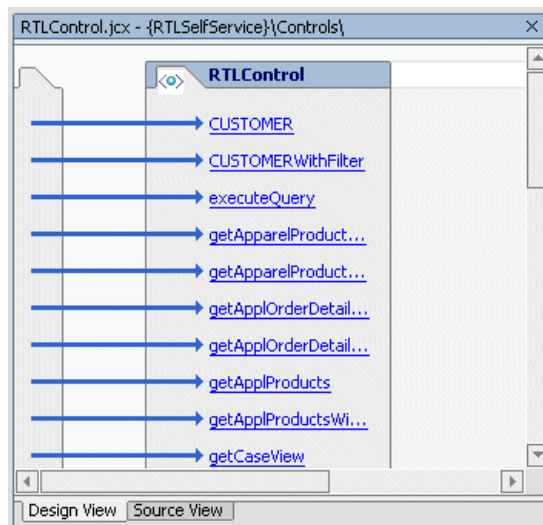 RTLControl.jcx - {RTLSelfService}\Controls\
RTLControl
CUSTOMER
CUSTOMERWithFilter
executeQuery
getApparelProduct...
getApparelProduct...
getApplOrderDetail...
getApplOrderDetail...
getApplProducts
getApplProductsWi...
getCaseView
Design View Source View